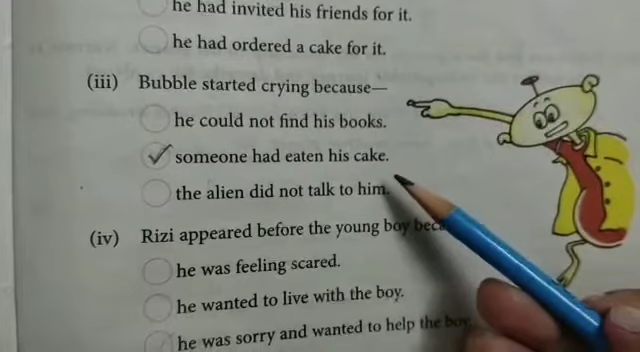 he had invited his friends for it.
he had ordered a cake for it.
(iii) Bubble started crying because—
he could not find his books.
someone had eaten his cake.
the alien did not talk to him.
(iv) Rizi appeared before the young boy
he was feeling scared.
he wanted to live with the boy.
he was sorry and wanted to help the boy